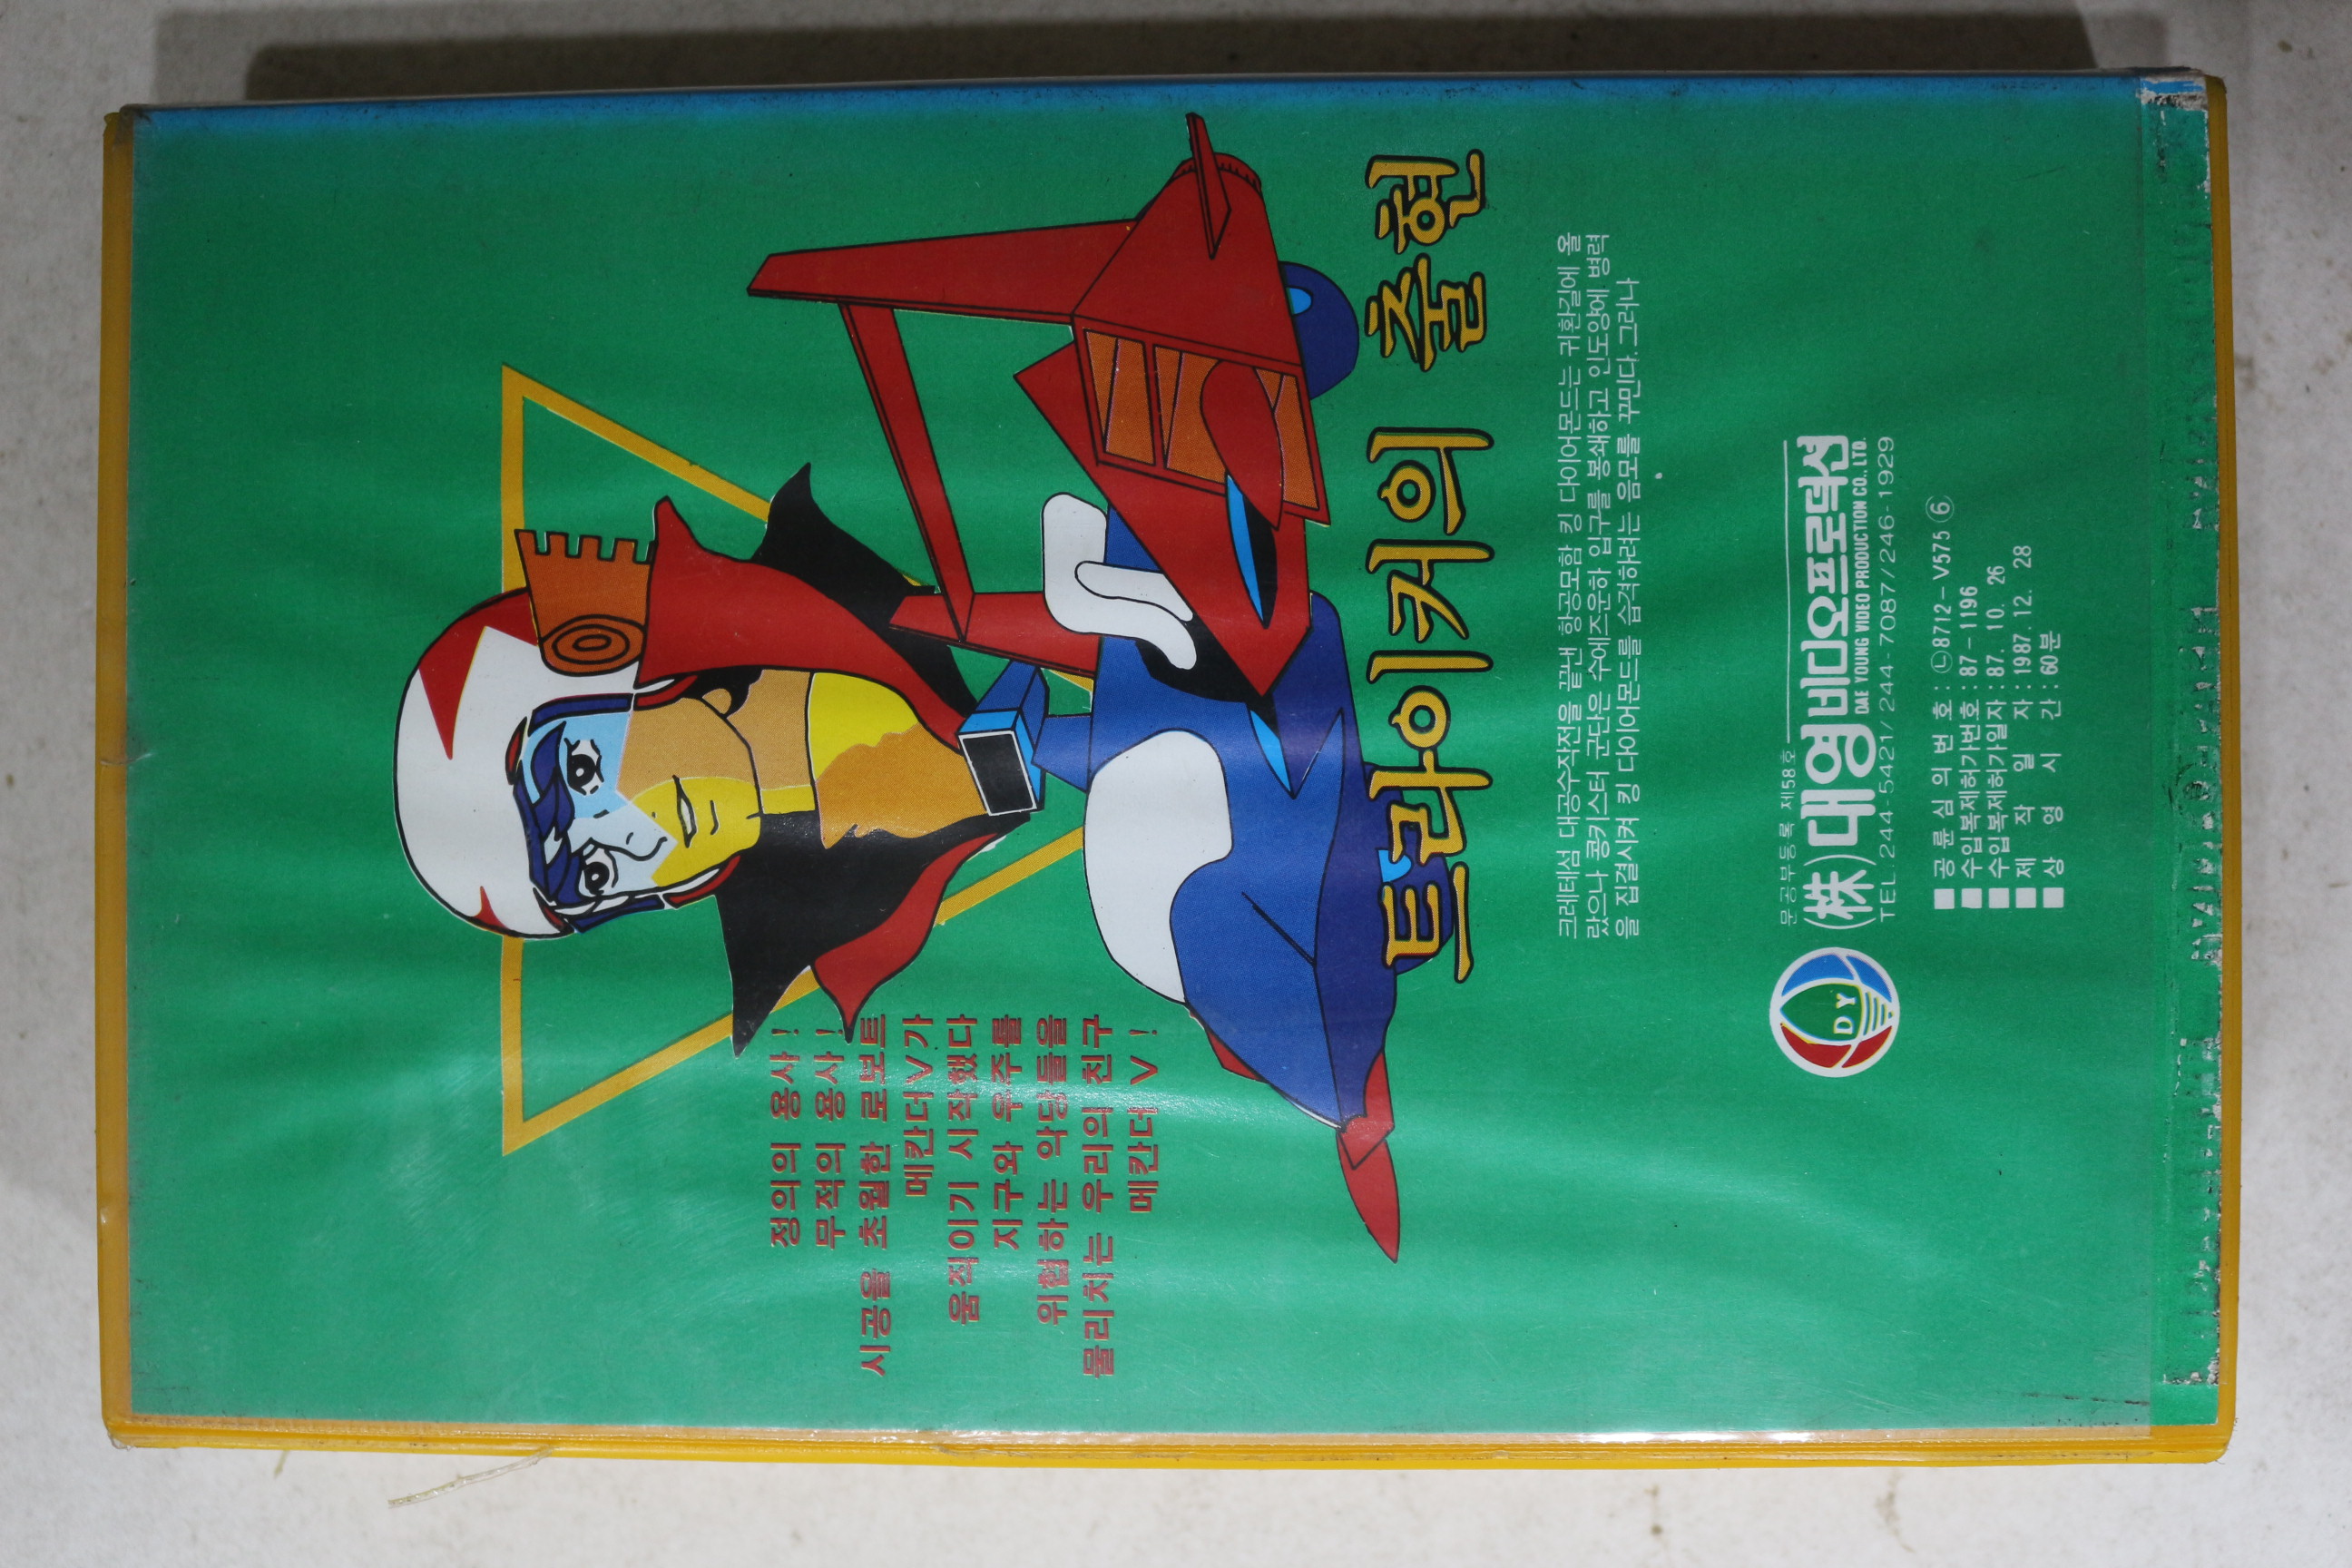 정의의 용사!
무적의 용사!
시공을 초월한 로보트
메칸더V가
움직이기 시작했다
지구와 우주를
위협하는 악당들을
물리치는 우리의 친구
메칸더 V!
트라이커의 출현
크레테섬 대공수작전을 끝낸 항공모함 킹 다이어몬드는 귀환길에 올
랐으나 콩키스터 군단은 수에즈운하 입구를 봉쇄하고 인도양에 병력
을 집결시켜 킹 다이어몬드를 습격하려는 음모를 꾸민다. 그러나
문공부등록 제58호
DY
(株)대영비디오프로덕션
DAE YOUNG VIDEO PRODUCTION CO., LTD.
TEL. 244-5421/244-7087/246-1929
■ 공륜심의번호 : Ⓛ8712-V575⑥
■ 수입복제허가번호 : 87-1196
■ 수입복제허가일자 : 87. 10. 26
■ 제작일자 : 1987. 12. 28
■ 상영시간 : 60분